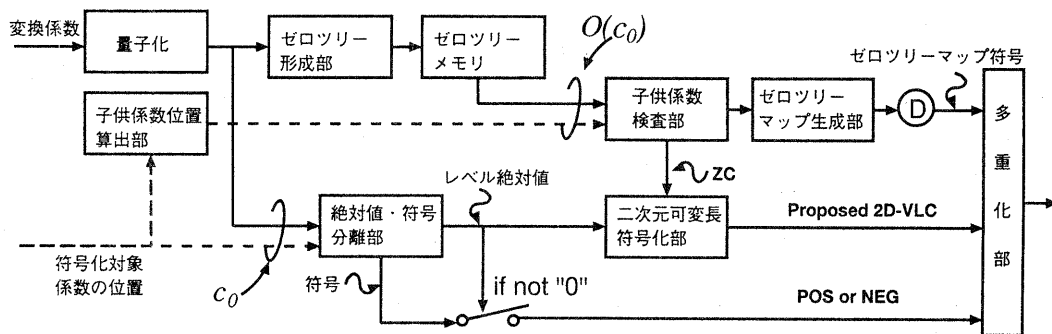 変換係数
量子化
ゼロツリー
形成部
ゼロツリー
メモリ
O(c₀)
ゼロツリーマップ符号
子供係数位置
算出部
子供係数
検査部
ゼロツリー
マップ生成部
D
多重化部
ZC
レベル絶対値
絶対値・符号
分離部
二次元可変長
符号化部
Proposed 2D-VLC
符号化対象
係数の位置
c₀
符号
if not "0"
POS or NEG